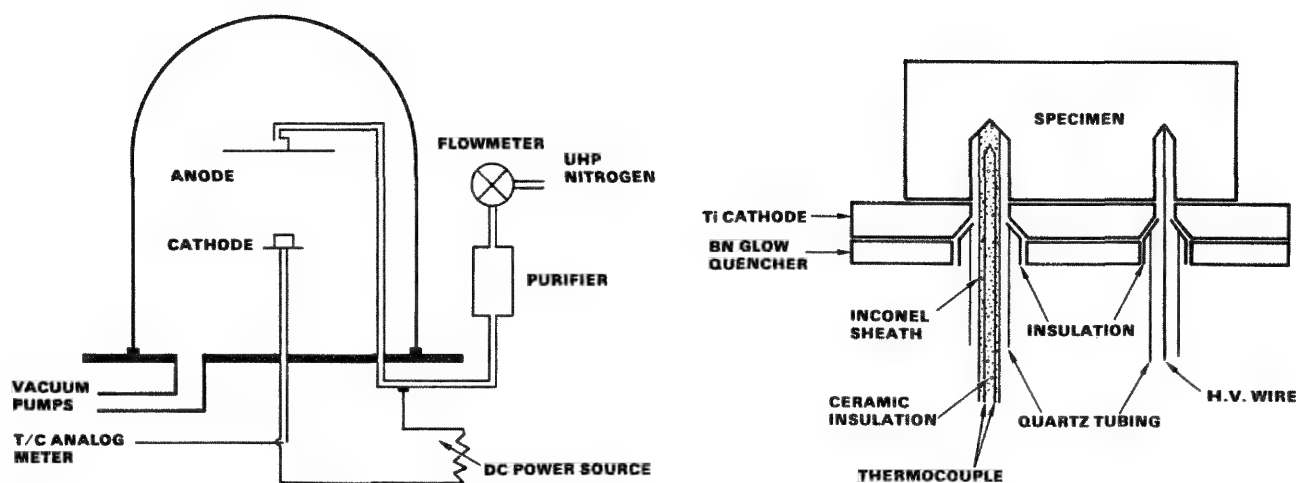 ANODE
CATHODE
FLOWMETER
UHP
NITROGEN
PURIFIER
VACUUM
PUMPS
T/C ANALOG
METER
DC POWER SOURCE
SPECIMEN
Ti CATHODE
BN GLOW
QUENCHER
INCONEL
SHEATH
INSULATION
CERAMIC
INSULATION
QUARTZ TUBING
H.V. WIRE
THERMOCOUPLE